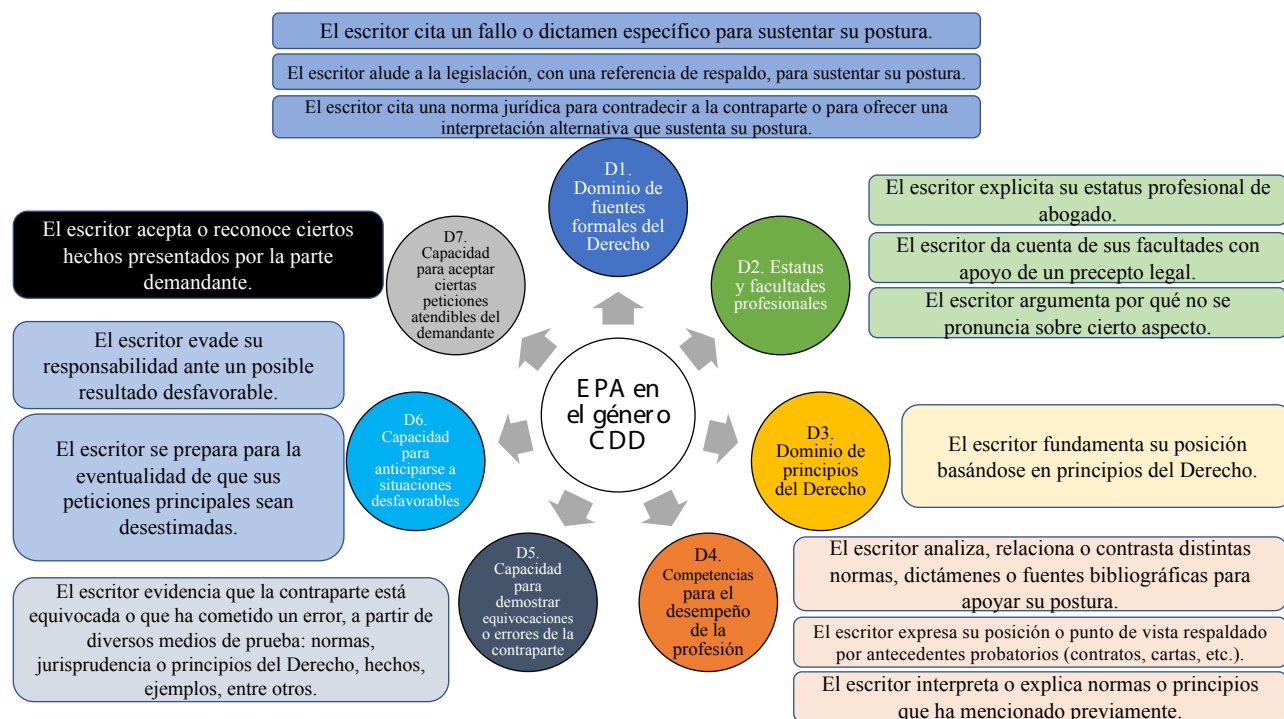 El escritor cita un fallo o dictamen específico para sustentar su postura.
El escritor alude a la legislación, con una referencia de respaldo, para sustentar su postura.
El escritor cita una norma jurídica para contradecir a la contraparte o para ofrecer una
interpretación alternativa que sustenta su postura.
D1.
Dominio de
fuentes
formales del
Derecho
El escritor explicita su estatus profesional de
abogado.
El escritor da cuenta de sus facultades con
apoyo de un precepto legal.
El escritor argumenta por qué no se
pronuncia sobre cierto aspecto.
D2. Estatus
y facultades
profesionales
El escritor acepta o reconoce ciertos
hechos presentados por la parte
demandante.
D7.
Capacidad
para aceptar
ciertas
peticiones
atendibles del
demandante
EPA en
el género
CDD
El escritor evade su
responsabilidad ante un posible
resultado desfavorable.
El escritor se prepara para la
eventualidad de que sus
peticiones principales sean
desestimadas.
D6.
Capacidad
para
anticiparse a
situaciones
desfavorables
D3.
Dominio de
principios
del Derecho
El escritor fundamenta su posición
basándose en principios del Derecho.
El escritor evidencia que la contraparte está
equivocada o que ha cometido un error, a partir de
diversos medios de prueba: normas,
jurisprudencia o principios del Derecho, hechos,
ejemplos, entre otros.
D5.
Capacidad
para
demostrar
equivocaciones
o errores de la
contraparte
D4.
Competencias
para el
desempeño
de la
profesión
El escritor analiza, relaciona o contrasta distintas
normas, dictámenes o fuentes bibliográficas para
apoyar su postura.
El escritor expresa su posición o punto de vista respaldado
por antecedentes probatorios (contratos, cartas, etc.).
El escritor interpreta o explica normas o principios
que ha mencionado previamente.